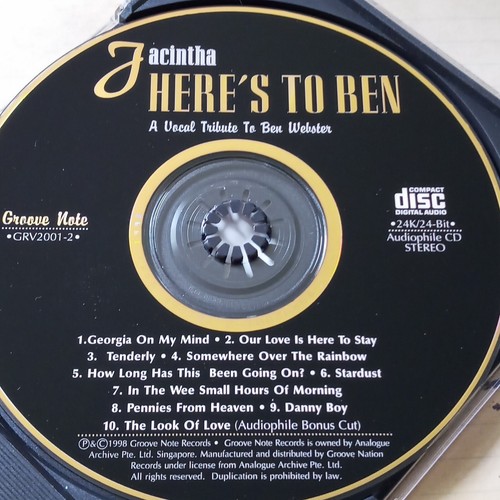 Jacintha
HERE'S TO BEN
A Vocal Tribute To Ben Webster
Groove Note
•GRV2001-2•
COMPACT
disc
DIGITAL AUDIO
•24K/24-Bit•
Audiophile CD
STEREO
1.Georgia On My Mind • 2. Our Love Is Here To Stay
3. Tenderly • 4. Somewhere Over The Rainbow
5. How Long Has This Been Going On? • 6. Stardust
7. In The Wee Small Hours Of Morning
8. Pennies From Heaven • 9. Danny Boy
10. The Look Of Love (Audiophile Bonus Cut)
Ⓟ&©1998 Groove Note Records • Groove Note Records is owned by Analogue
Archive Pte. Ltd. Singapore. Manufactured and distributed by Groove Nation
Records under license from Analogue Archive Pte. Ltd.
All rights reserved. Duplication is prohibited by law.